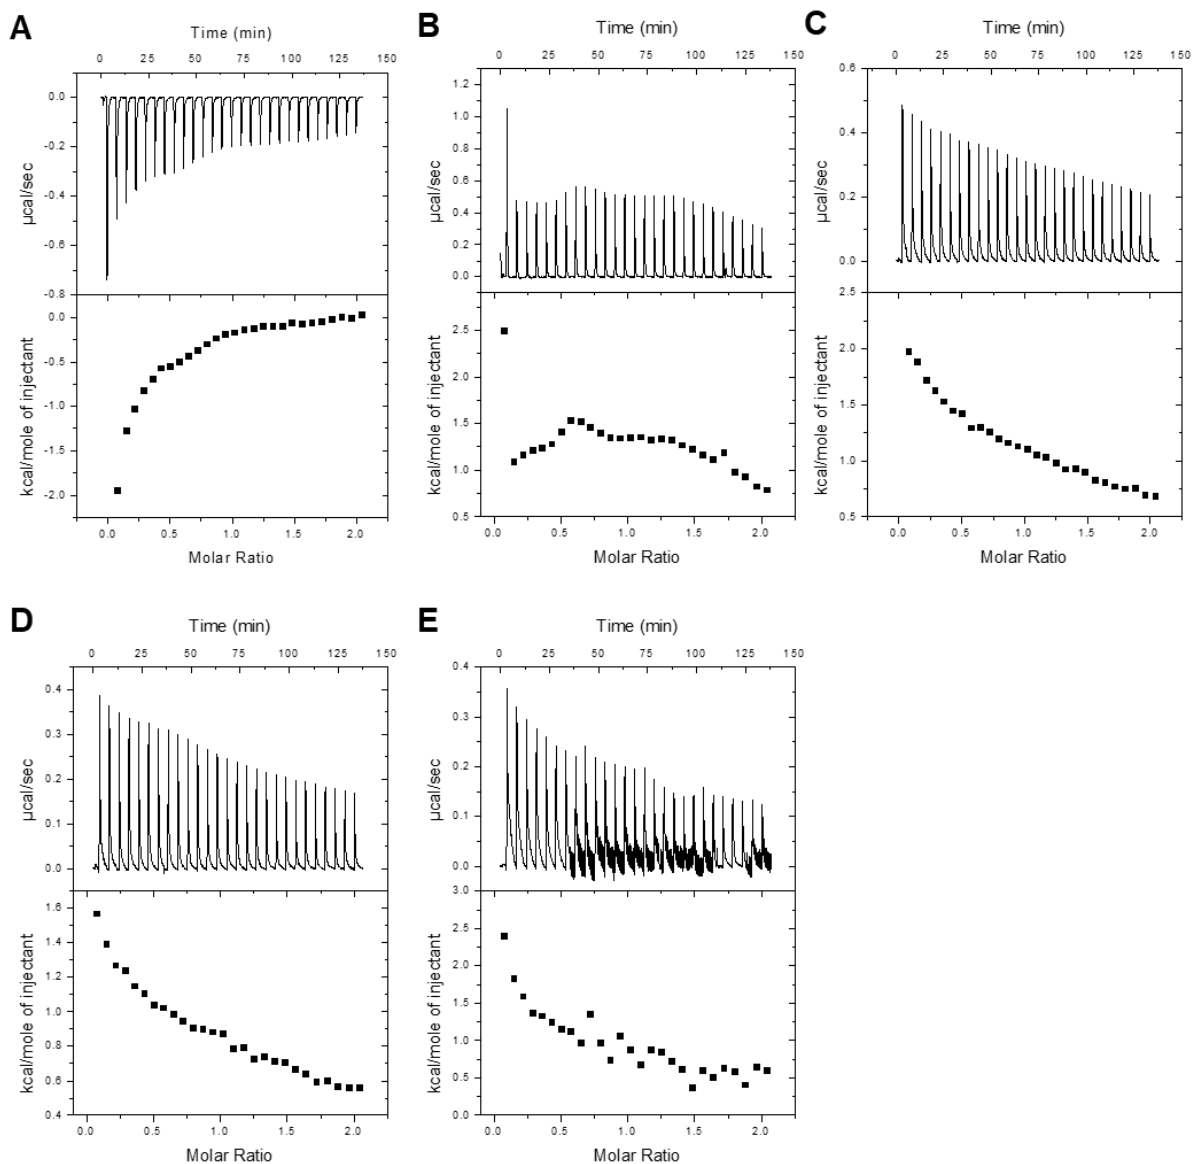 A
Time (min)
0 25 50 75 100 125 150
0.0
-0.2
-0.4
-0.6
-0.8
µcal/sec
0.0
-0.5
-1.0
-1.5
-2.0
kcal/mole of injectant
0.0 0.5 1.0 1.5 2.0
Molar Ratio
B
Time (min)
0 25 50 75 100 125 150
1.2
1.0
0.8
0.6
0.4
0.2
0.0
µcal/sec
2.5
2.0
1.5
1.0
0.5
kcal/mole of injectant
0.0 0.5 1.0 1.5 2.0
Molar Ratio
C
Time (min)
0 25 50 75 100 125 150
0.6
0.4
0.2
0.0
µcal/sec
2.5
2.0
1.5
1.0
0.5
kcal/mole of injectant
0.0 0.5 1.0 1.5 2.0
Molar Ratio
D
Time (min)
0 25 50 75 100 125 150
0.4
0.3
0.2
0.1
0.0
µcal/sec
1.6
1.4
1.2
1.0
0.8
0.6
0.4
kcal/mole of injectant
0.0 0.5 1.0 1.5 2.0
Molar Ratio
E
Time (min)
0 25 50 75 100 125 150
0.4
0.3
0.2
0.1
0.0
µcal/sec
3.0
2.5
2.0
1.5
1.0
0.5
0.0
kcal/mole of injectant
0.0 0.5 1.0 1.5 2.0
Molar Ratio